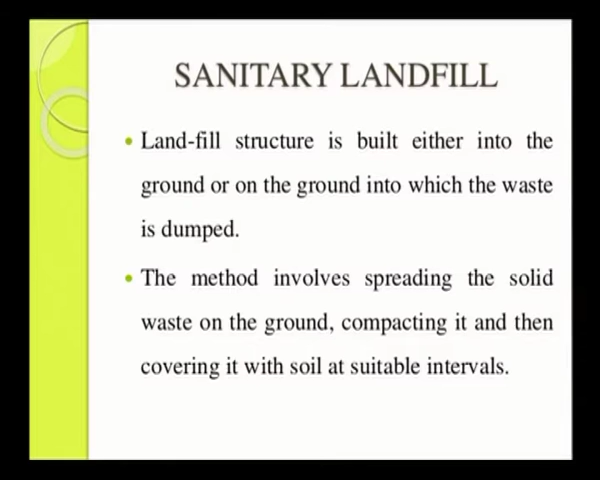 SANITARY LANDFILL
• Land-fill structure is built either into the
ground or on the ground into which the waste
is dumped.
• The method involves spreading the solid
waste on the ground, compacting it and then
covering it with soil at suitable intervals.